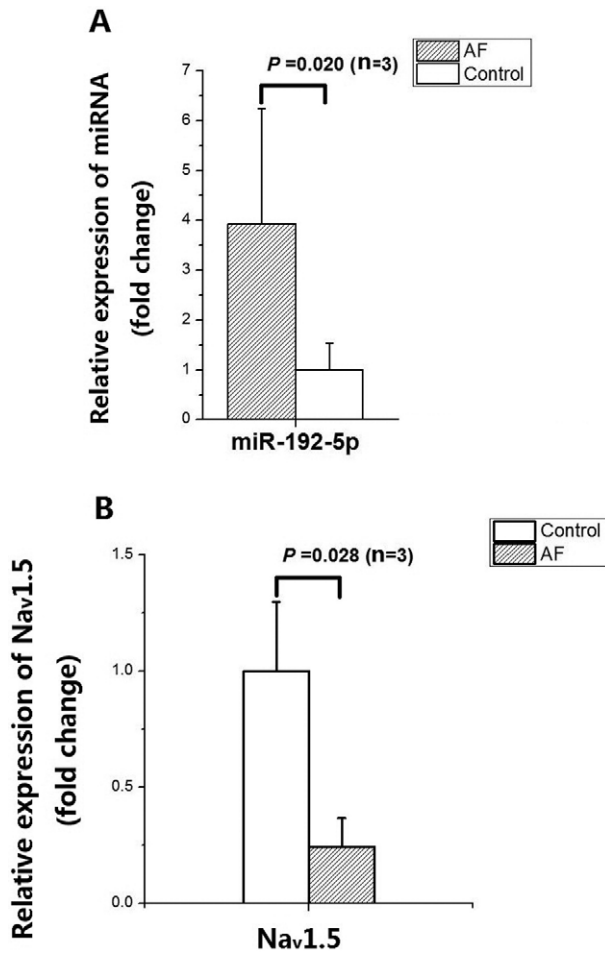 A
P =0.020 (n=3)
AF
Control
Relative expression of miRNA
(fold change)
7
6
5
4
3
2
1
0
miR-192-5p
B
P =0.028 (n=3)
Control
AF
Relative expression of Nav1.5
(fold change)
1.5
1.0
0.5
0.0
Nav1.5